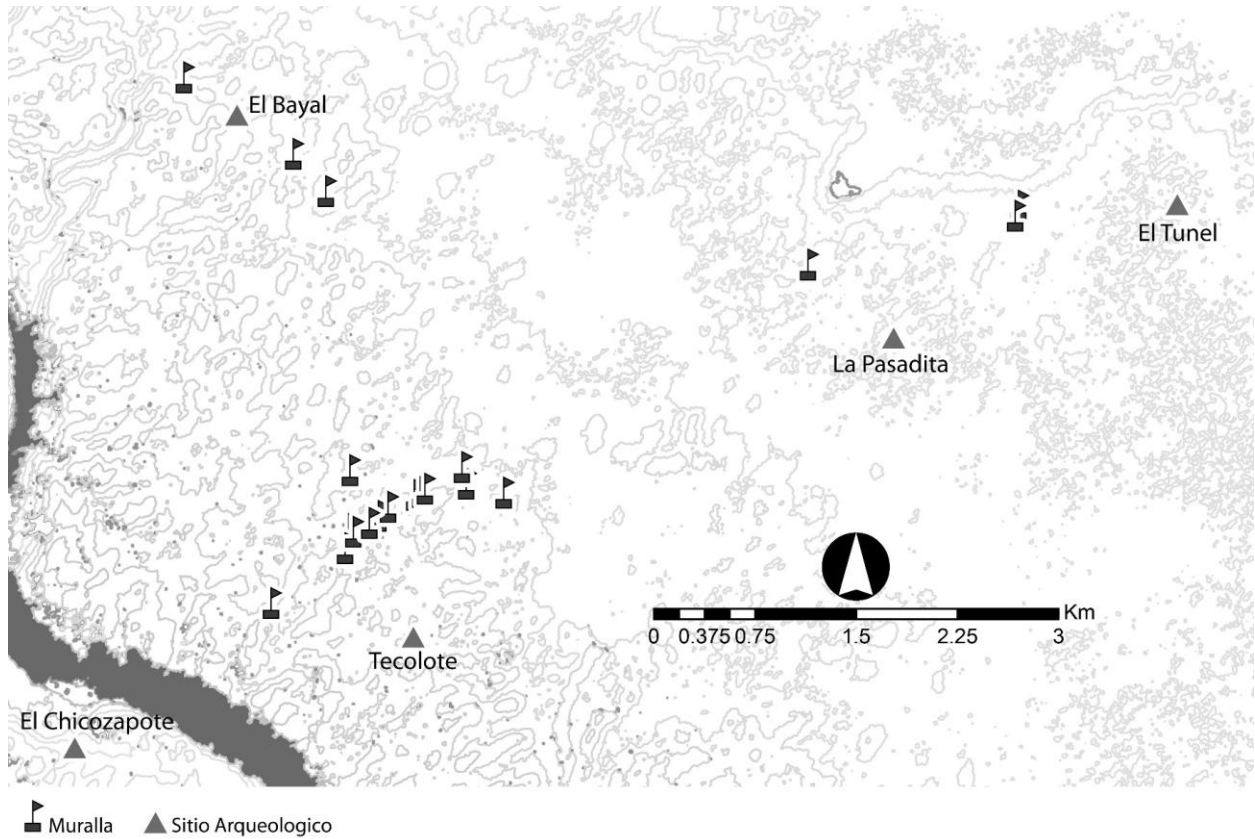 El Bayal
El Tunel
La Pasadita
Km
0 0.375 0.75 1.5 2.25 3
Tecolote
El Chicozapote
Muralla Sitio Arqueologico